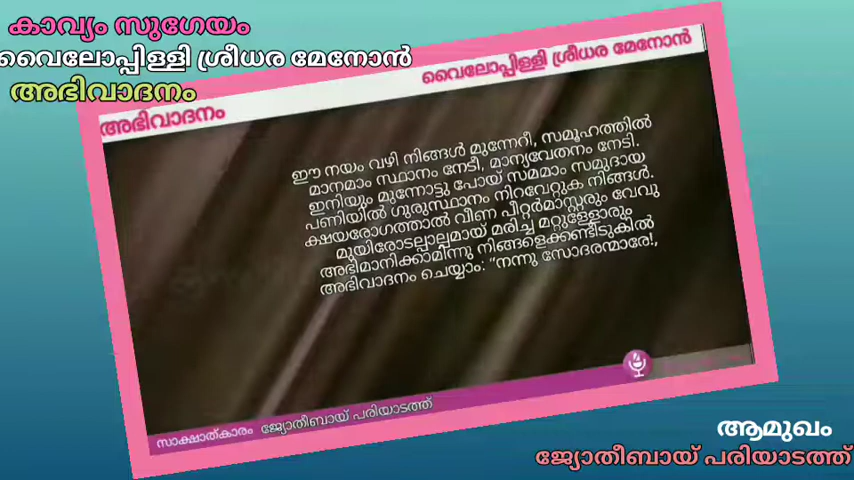 കാവ്യം സുഗേയം
വൈലോപ്പിള്ളി ശ്രീധര മേനോൻ
അഭിവാദനം
വൈലോപ്പിള്ളി ശ്രീധര മേനോൻ
അഭിവാദനം
ഈ നയം വഴി നിങ്ങൾ മുന്നേറീ, സമൂഹത്തിൽ
മാനമാം സ്ഥാനം നേടീ, മാന്യവേതനം നേടി.
ഇനിയും മുന്നോട്ടു പോയ് സമമാം സമുദായ
പണിയിൽ ഗുരുസ്ഥാനം നിറവേറ്റുക നിങ്ങൾ.
ക്ഷയരോഗത്താൽ വീണ പീറ്റർമാസ്റ്ററും വേവു
മുയിരോടല്പാല്പമായ് മരിച്ച മറ്റുള്ളോരും
അഭിമാനിക്കാമിന്നു നിങ്ങളെക്കണ്ടീടുകിൽ
അഭിവാദനം ചെയ്യാം: "നന്നു സോദരന്മാരേ!,
സാക്ഷാത്കാരം ജ്യോതീബായ് പരിയാടത്ത്
ആമുഖം
ജ്യോതീബായ് പരിയാടത്ത്